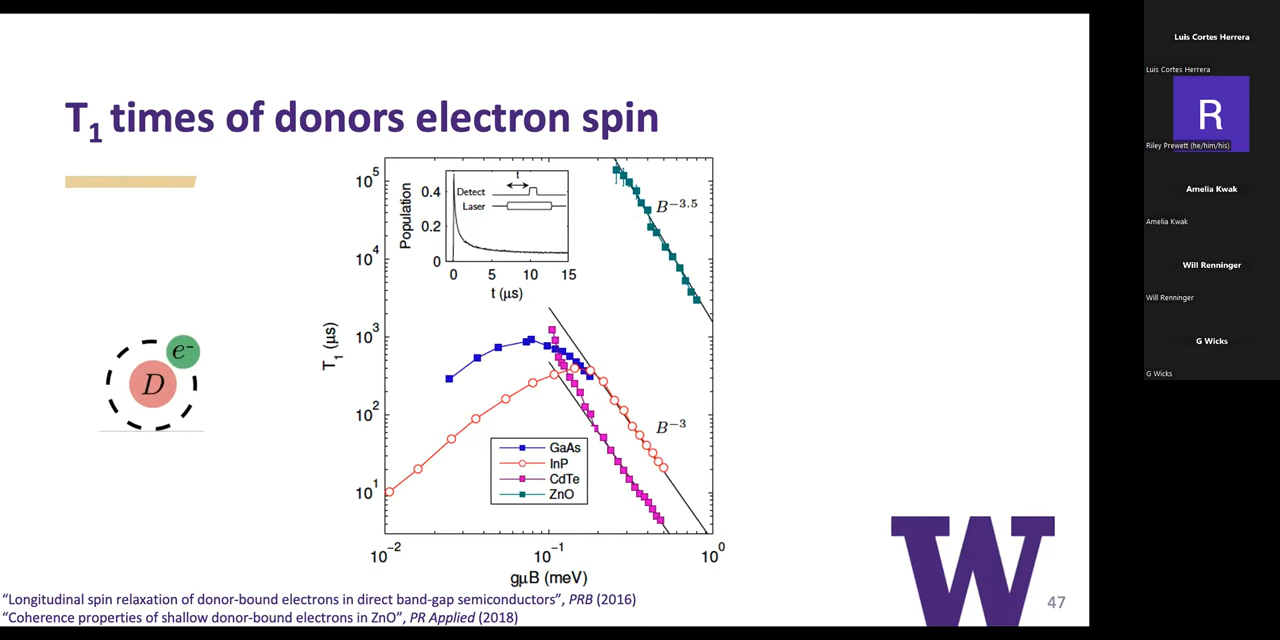 T1 times of donors electron spin
10^5
10^4
10^3
10^2
10^1
T1 (μs)
10^-2
10^-1
10^0
gμB (meV)
Population
0.4
0.2
0
0
5
10
15
t (μs)
t
Detect
Laser
B^-3.5
B^-3
GaAs
InP
CdTe
ZnO
e-
D
"Longitudinal spin relaxation of donor-bound electrons in direct band-gap semiconductors", PRB (2016)
"Coherence properties of shallow donor-bound electrons in ZnO", PR Applied (2018)
W
47
Luis Cortes Herrera
Luis Cortes Herrera
R
Riley Prewett (he/him/his)
Amelia Kwak
Amelia Kwak
Will Renninger
Will Renninger
G Wicks
G Wicks